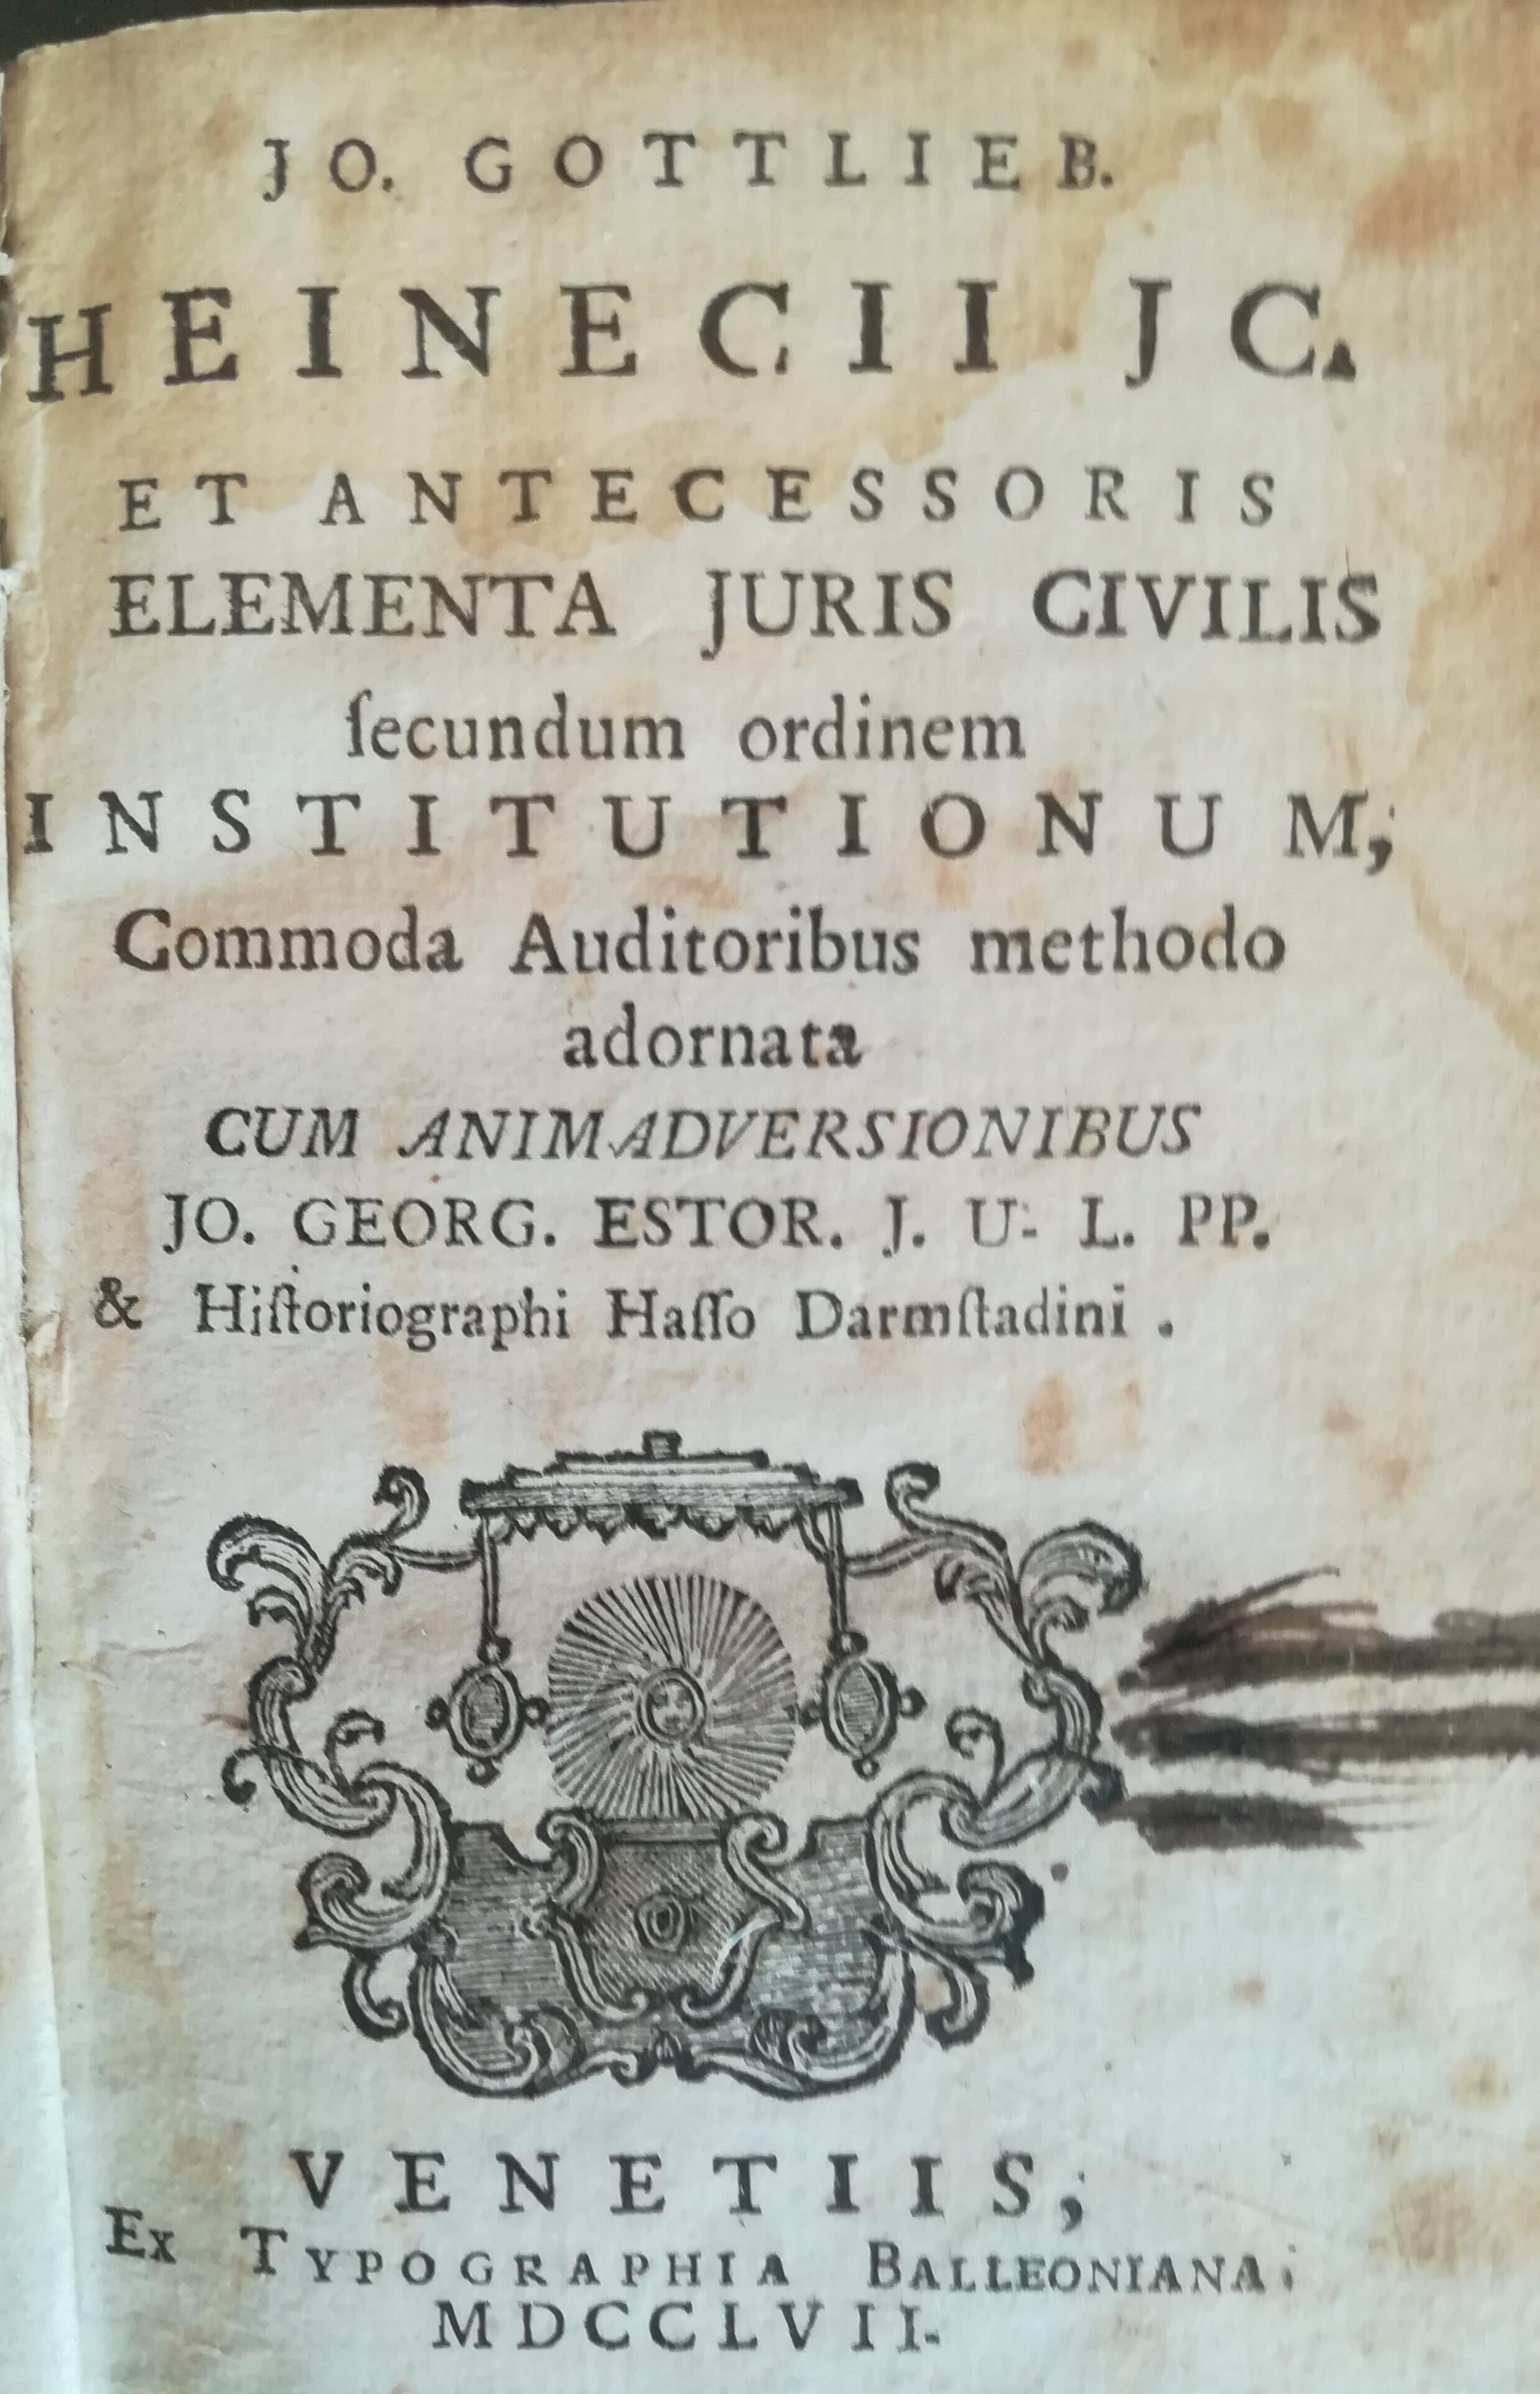 JO. GOTTLIEB.
HEINECII JC.
ET ANTECESSORIS
ELEMENTA JURIS CIVILIS
ſecundum ordinem
INSTITUTIONUM,
Commoda Auditoribus methodo
adornata
CUM ANIMADVERSIONIBUS
JO. GEORG. ESTOR. J. U. L. PP.
& Hiſtoriographi Haſſo Darmſtadini .
VENETIIS,
EX TYPOGRAPHIA BALLEONIANA.
MDCCLVII.